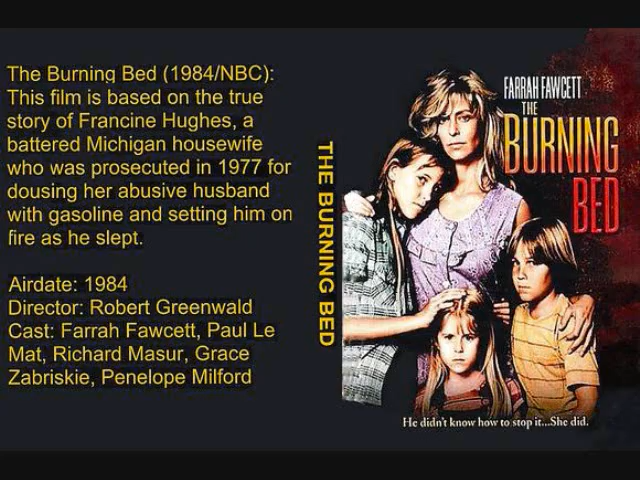 The Burning Bed (1984/NBC):
This film is based on the true
story of Francine Hughes, a
battered Michigan housewife
who was prosecuted in 1977 for
dousing her abusive husband
with gasoline and setting him on
fire as he slept.
Airdate: 1984
Director: Robert Greenwald
Cast: Farrah Fawcett, Paul Le
Mat, Richard Masur, Grace
Zabriskie, Penelope Milford
THE BURNING BED
FARRAH FAWCETT
THE
BURNING
BED
He didn't know how to stop it...She did.